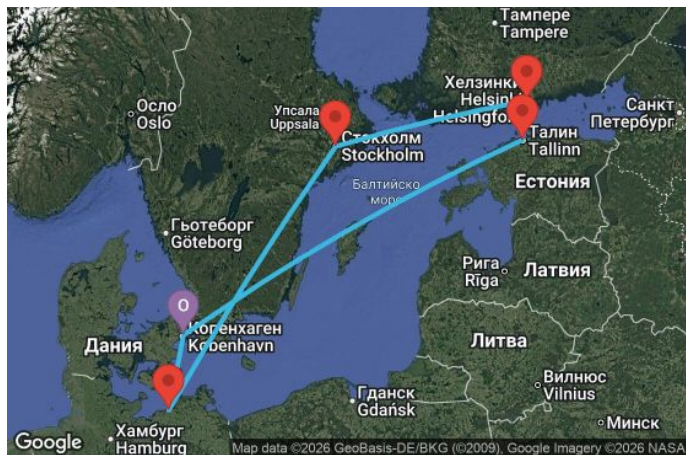 Тампере
Tampere
Осло
Oslo
Упсала
Uppsala
Хелзинки
Helsinki
Helsingfo
Санкт
Петербург
Стокхолм
Stockholm
Талин
Tallinn
Балтийско
море
Естония
Гьотеборг
Göteborg
Рига
Rīga
Латвия
O
Копенхаген
København
Дания
Литва
Вилнюс
Vilnius
Гданск
Gdańsk
Минск
Хамбург
Hamburg
Google
Map data ©2026 GeoBasis-DE/BKG (©2009), Google Imagery ©2026 NASA